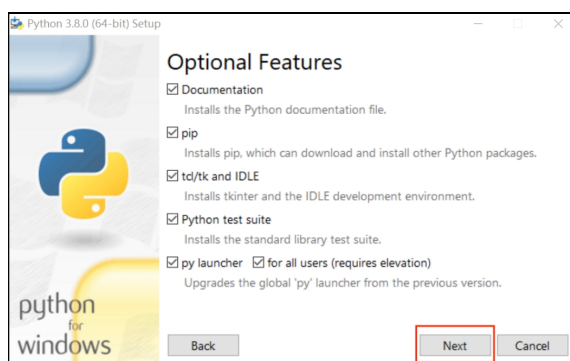 Python 3.8.0 (64-bit) Setup
Optional Features
Documentation
Installs the Python documentation file.
pip
Installs pip, which can download and install other Python packages.
tcl/tk and IDLE
Installs tkinter and the IDLE development environment.
Python test suite
Installs the standard library test suite.
py launcher for all users (requires elevation)
Upgrades the global 'py' launcher from the previous version.
python
for
windows
Back Next Cancel